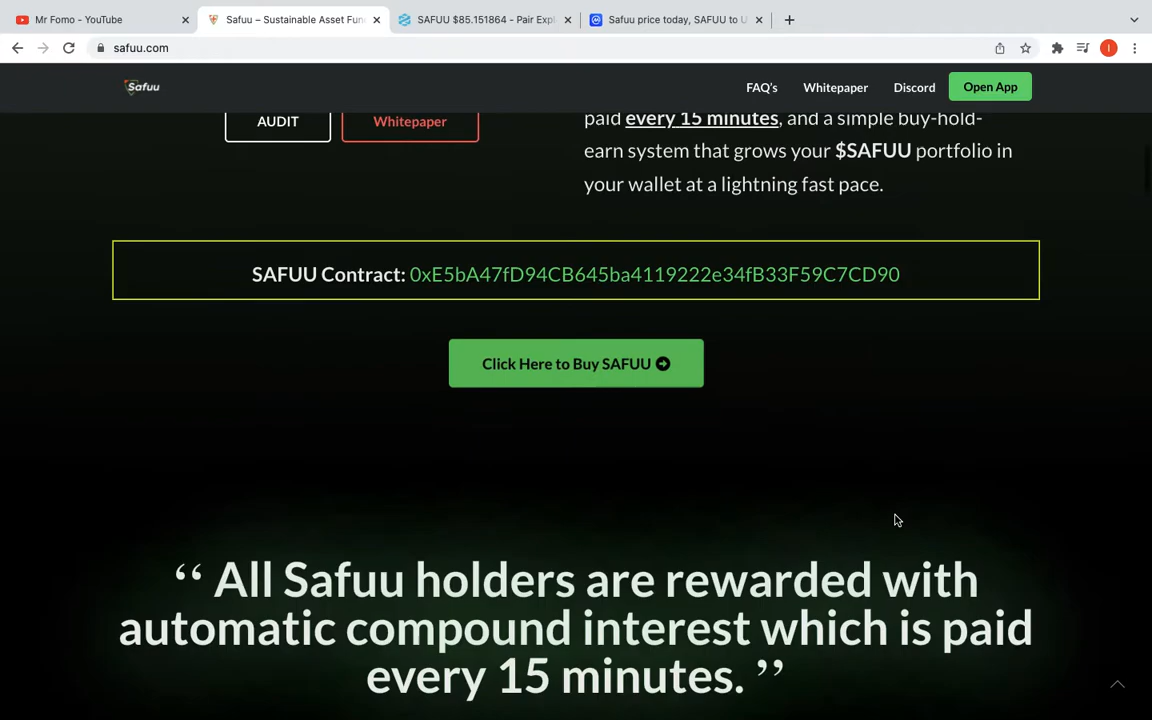 Mr Fomo - YouTube
Safuu – Sustainable Asset Fun
SAFUU $85.151864 - Pair Expl
Safuu price today, SAFUU to U
safuu.com
I
Safuu
FAQ's
Whitepaper
Discord
Open App
AUDIT
Whitepaper
paid every 15 minutes, and a simple buy-hold-
earn system that grows your $SAFUU portfolio in
your wallet at a lightning fast pace.
SAFUU Contract: 0xE5bA47fD94CB645ba4119222e34fB33F59C7CD90
Click Here to Buy SAFUU
“ All Safuu holders are rewarded with
automatic compound interest which is paid
every 15 minutes. ”